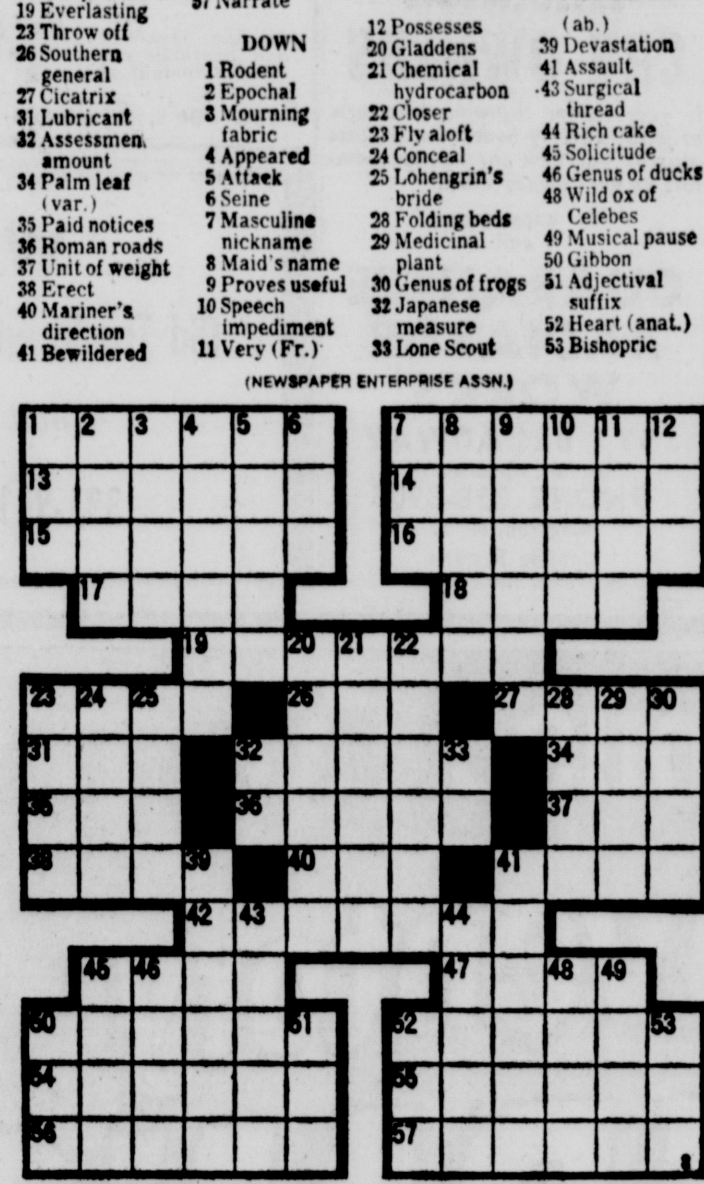 19 Everlasting
23 Throw off
26 Southern
general
27 Cicatrix
31 Lubricant
32 Assessmen
amount
34 Palm leaf
(var.)
35 Paid notices
36 Roman roads
37 Unit of weight
38 Erect
40 Mariner's
direction
41 Bewildered
57 Narrate
DOWN
1 Rodent
2 Epochal
3 Mourning
fabric
4 Appeared
5 Attack
6 Seine
7 Masculine
nickname
8 Maid's name
9 Proves useful
10 Speech
impediment
11 Very (Fr.)
12 Possesses
20 Gladdens
21 Chemical
hydrocarbon
22 Closer
23 Fly aloft
24 Conceal
25 Lohengrin's
bride
28 Folding beds
29 Medicinal
plant
30 Genus of frogs
32 Japanese
measure
33 Lone Scout
(ab.)
39 Devastation
41 Assault
43 Surgical
thread
44 Rich cake
45 Solicitude
46 Genus of ducks
48 Wild ox of
Celebes
49 Musical pause
50 Gibbon
51 Adjectival
suffix
52 Heart (anat.)
53 Bishopric
(NEWSPAPER ENTERPRISE ASSN.)
1 2 3 4 5 6 7 8 9 10 11 12
13 14
15 16
17 18
19 20 21 22
23 24 25 26 27 28 29 30
31 32 33 34
35 36 37
38 39 40 41
42 43 44
45 46 47 48 49
50 51 52 53
54 55
56 57
8